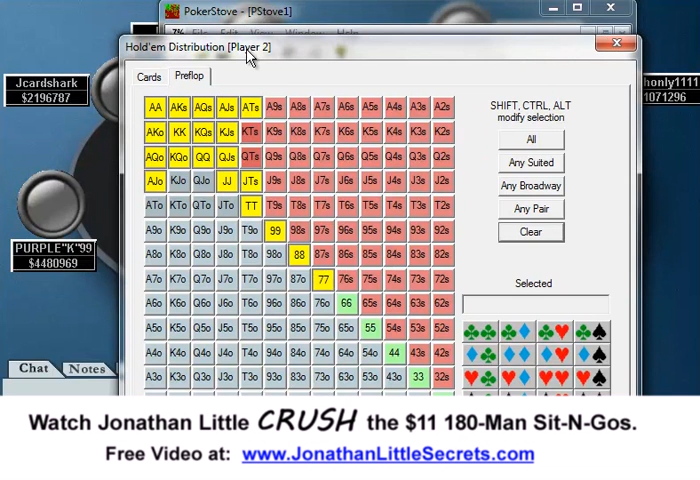 PokerStove - [PStove1]
Hold'em Distribution [Player 2]
Cards Preflop
Jcardshark
$2196787
honly1111
1071296
AA AKs AQs AJs ATs A9s A8s A7s A6s A5s A4s A3s A2s
AKo KK KQs KJs KTs K9s K8s K7s K6s K5s K4s K3s K2s
AQo KQo QQ QJs QTs Q9s Q8s Q7s Q6s Q5s Q4s Q3s Q2s
AJo KJo QJo JJ JTs J9s J8s J7s J6s J5s J4s J3s J2s
ATo KTo QTo JTo TT T9s T8s T7s T6s T5s T4s T3s T2s
A9o K9o Q9o J9o T9o 99 98s 97s 96s 95s 94s 93s 92s
A8o K8o Q8o J8o T8o 98o 88 87s 86s 85s 84s 83s 82s
A7o K7o Q7o J7o T7o 97o 87o 77 76s 75s 74s 73s 72s
A6o K6o Q6o J6o T6o 96o 86o 76o 66 65s 64s 63s 62s
A5o K5o Q5o J5o T5o 95o 85o 75o 65o 55 54s 53s 52s
A4o K4o Q4o J4o T4o 94o 84o 74o 64o 54o 44 43s 42s
A3o K3o Q3o J3o T3o 93o 83o 73o 63o 53o 43o 33 32s
SHIFT, CTRL, ALT
modify selection
All
Any Suited
Any Broadway
Any Pair
Clear
Selected
PURPLE"K"99
$4480969
Chat Notes
Watch Jonathan Little CRUSH the $11 180-Man Sit-N-Gos.
Free Video at: www.JonathanLittleSecrets.com